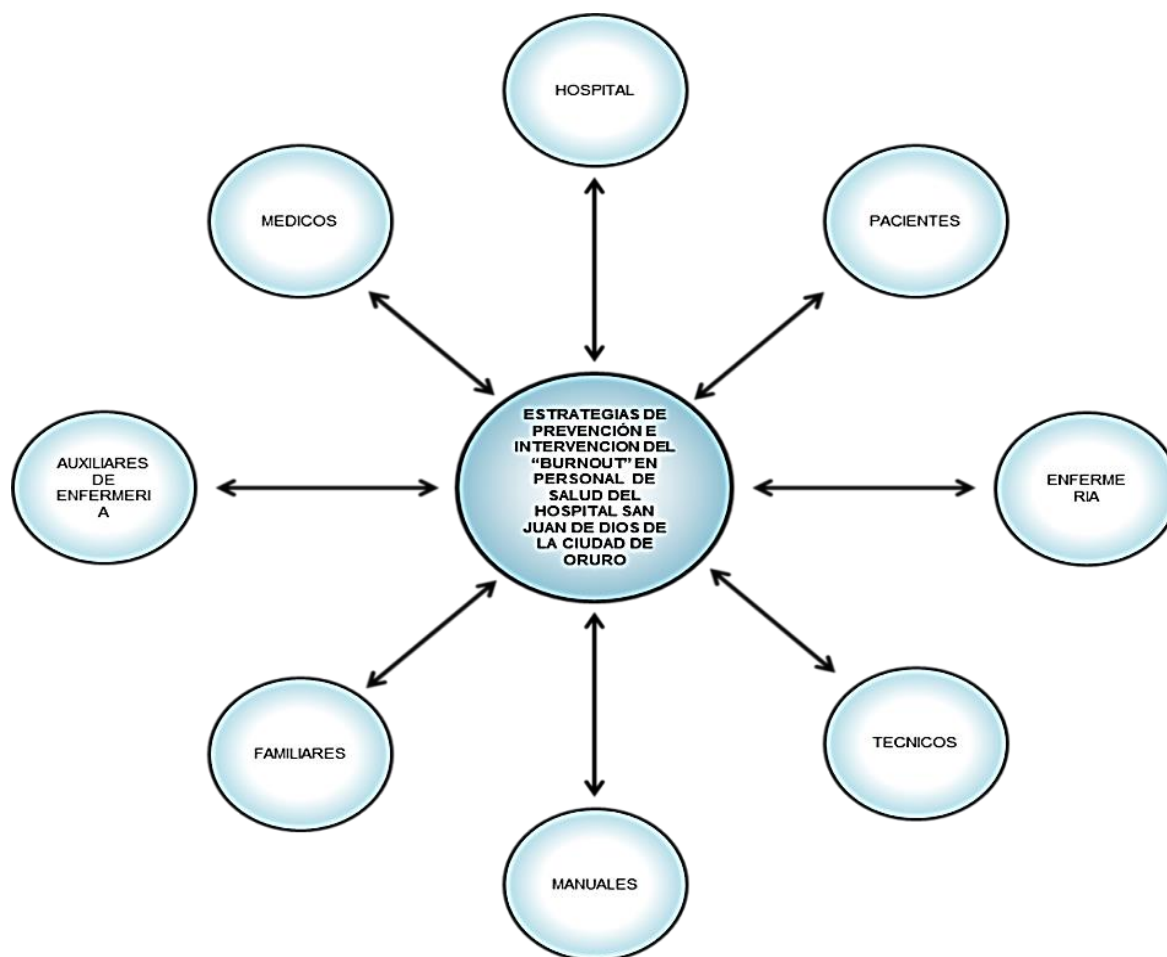 HOSPITAL
MEDICOS
PACIENTES
ESTRATEGIAS DE
PREVENCIÓN E
INTERVENCION DEL
“BURNOUT” EN
PERSONAL DE
SALUD DEL
HOSPITAL SAN
JUAN DE DIOS DE
LA CIUDAD DE
ORURO
AUXILIARES
DE
ENFERMERI
A
ENFERME
RIA
FAMILIARES
TECNICOS
MANUALES